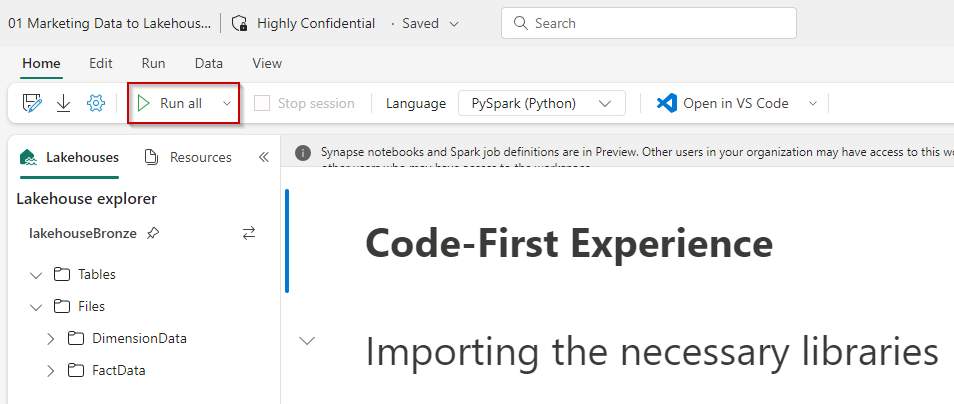 01 Marketing Data to Lakehous...
Highly Confidential
· Saved
Search
Home
Edit
Run
Data
View
Run all
Stop session
Language
PySpark (Python)
Open in VS Code
Lakehouses
Resources
Synapse notebooks and Spark job definitions are in Preview. Other users in your organization may have access to this wo
Lakehouse explorer
lakehouseBronze
Tables
Files
DimensionData
FactData
Code-First Experience
Importing the necessary libraries